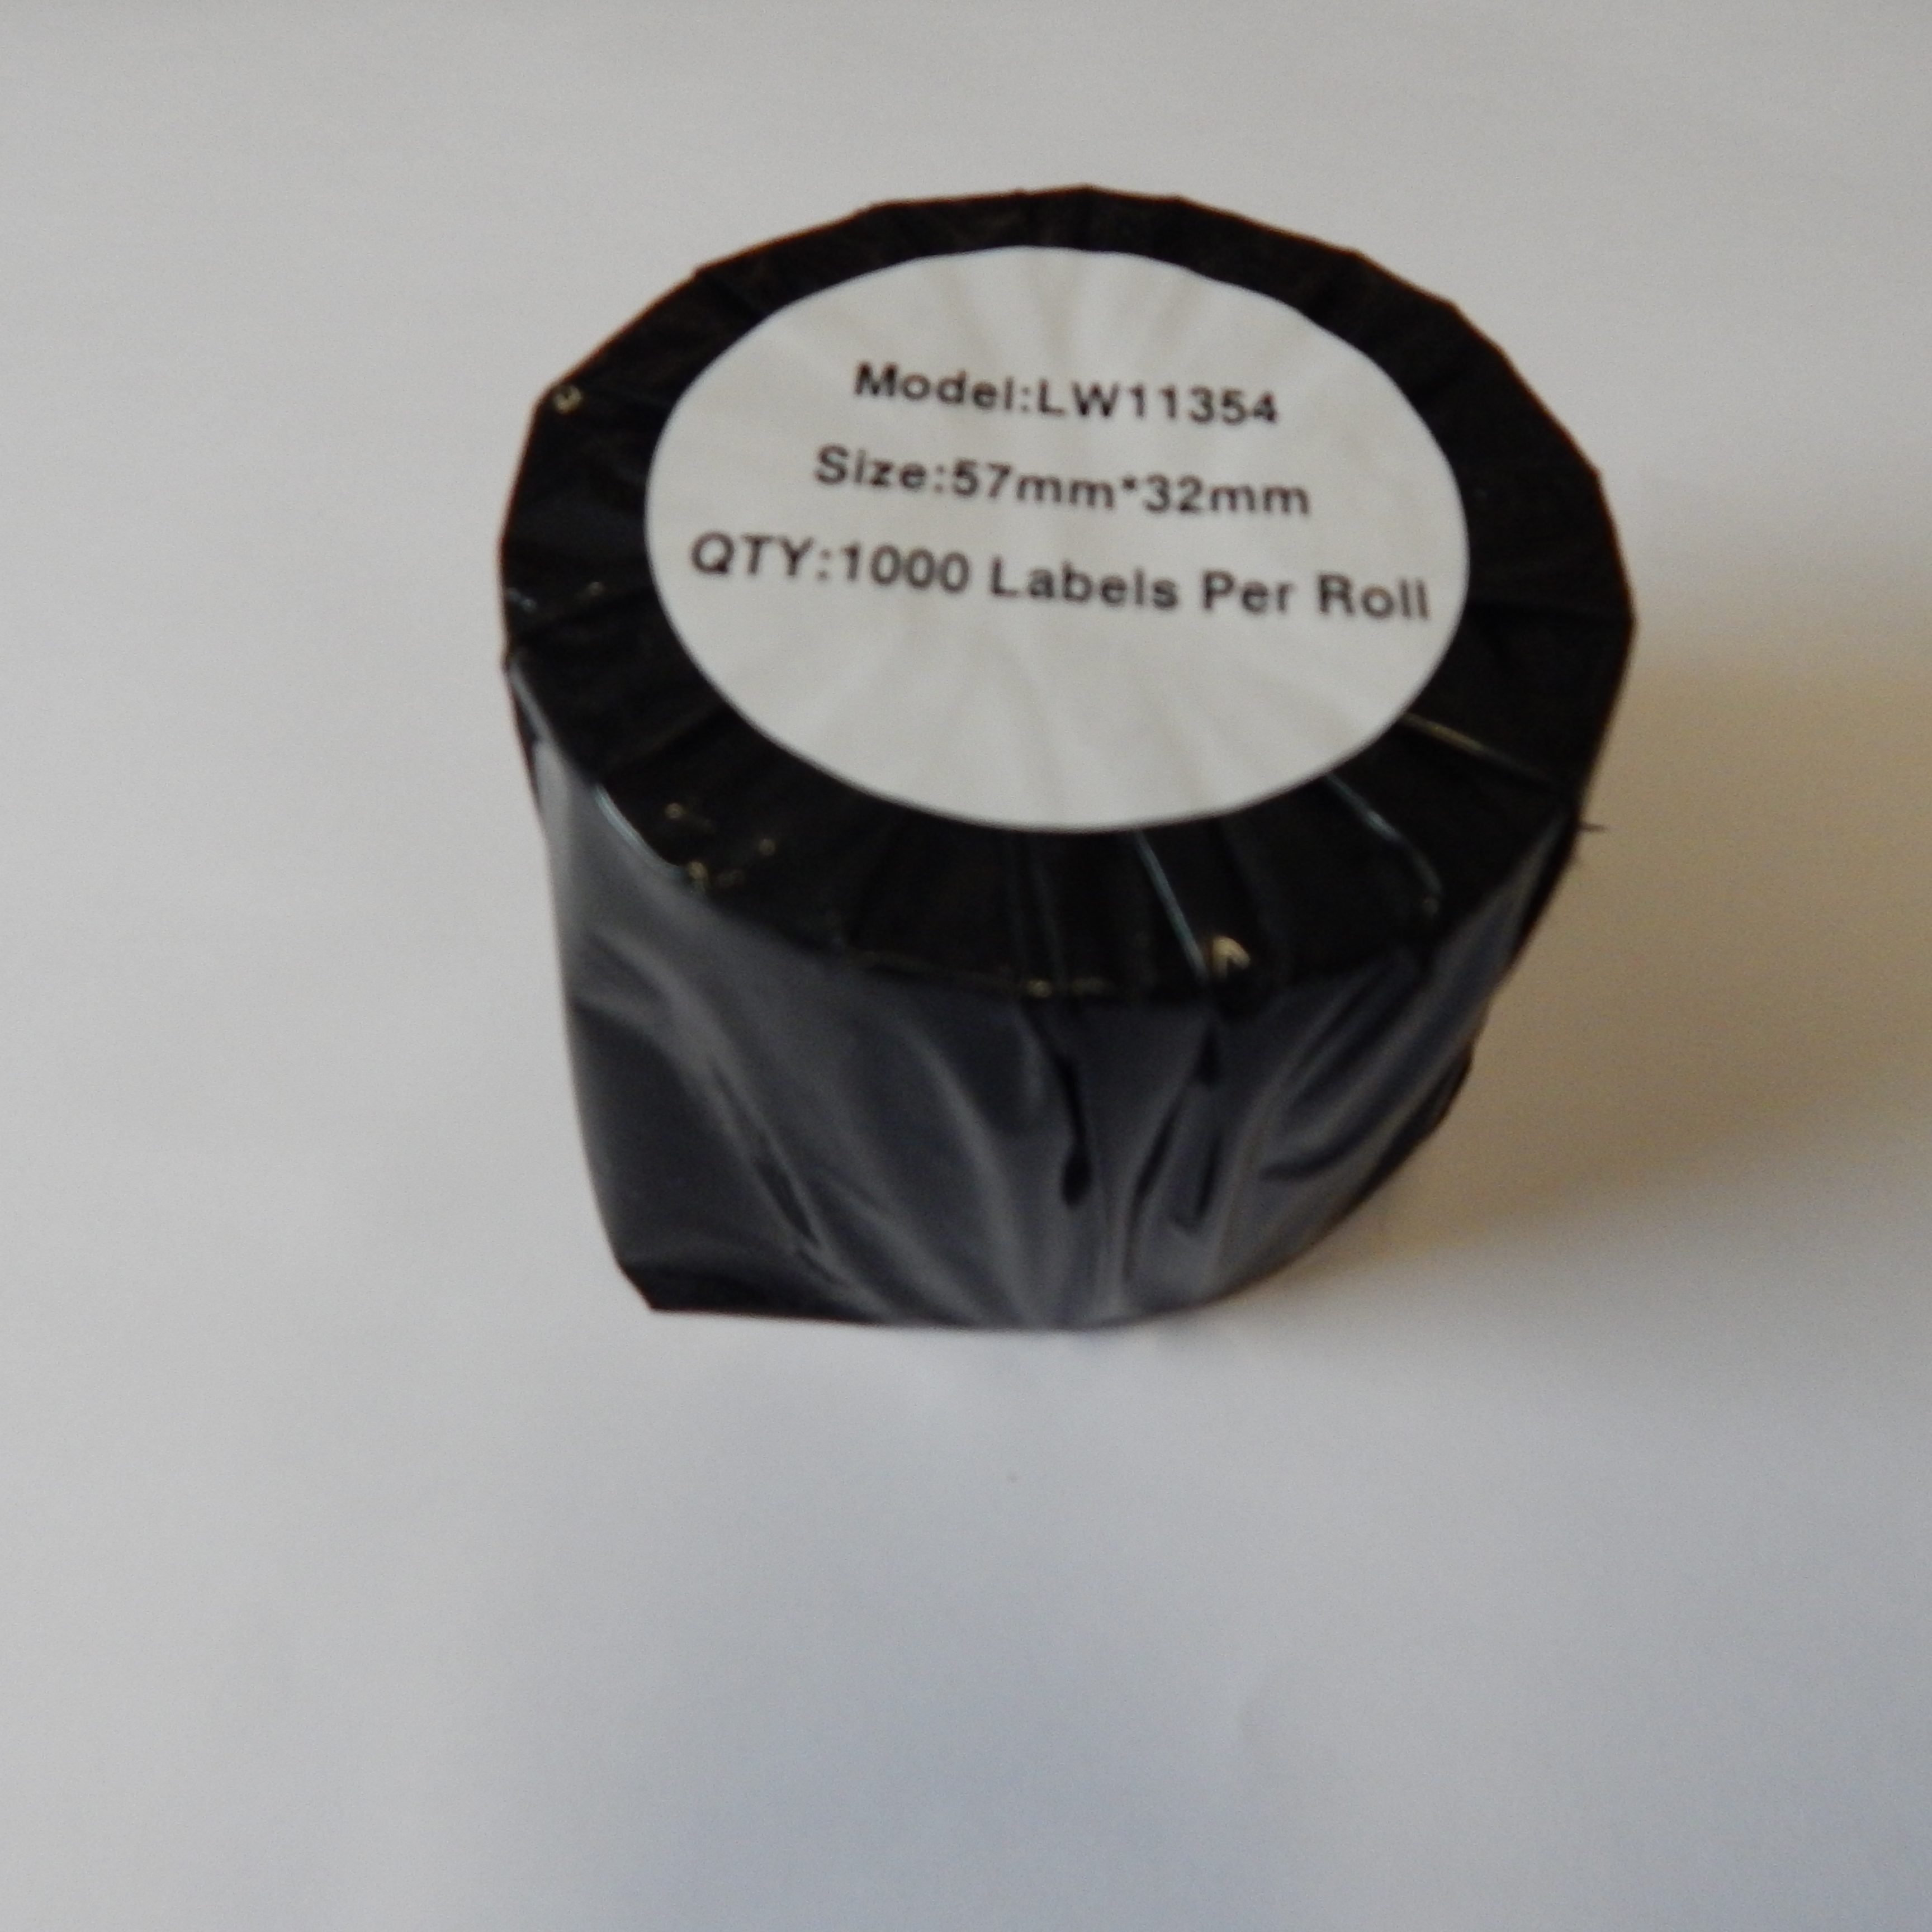 Model:LW11354
Size:57mm*32mm
QTY:1000 Labels Per Roll